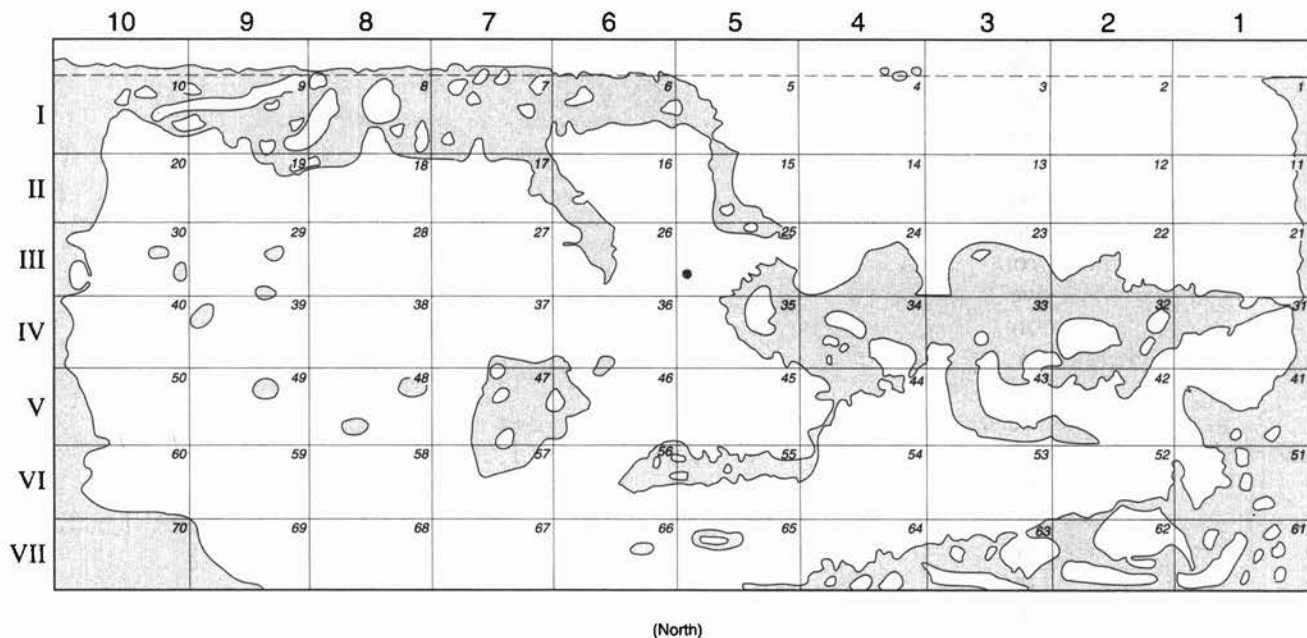 10 9 8 7 6 5 4 3 2 1
I 10 9 8 7 6 5 4 3 2 1
II 20 19 18 17 16 15 14 13 12 11
III 30 29 28 27 26 25 24 23 22 21
IV 40 39 38 37 36 35 34 33 32 31
V 50 49 48 47 46 45 44 43 42 41
VI 60 59 58 57 56 55 54 53 52 51
VII 70 69 68 67 66 65 64 63 62 61
(North)